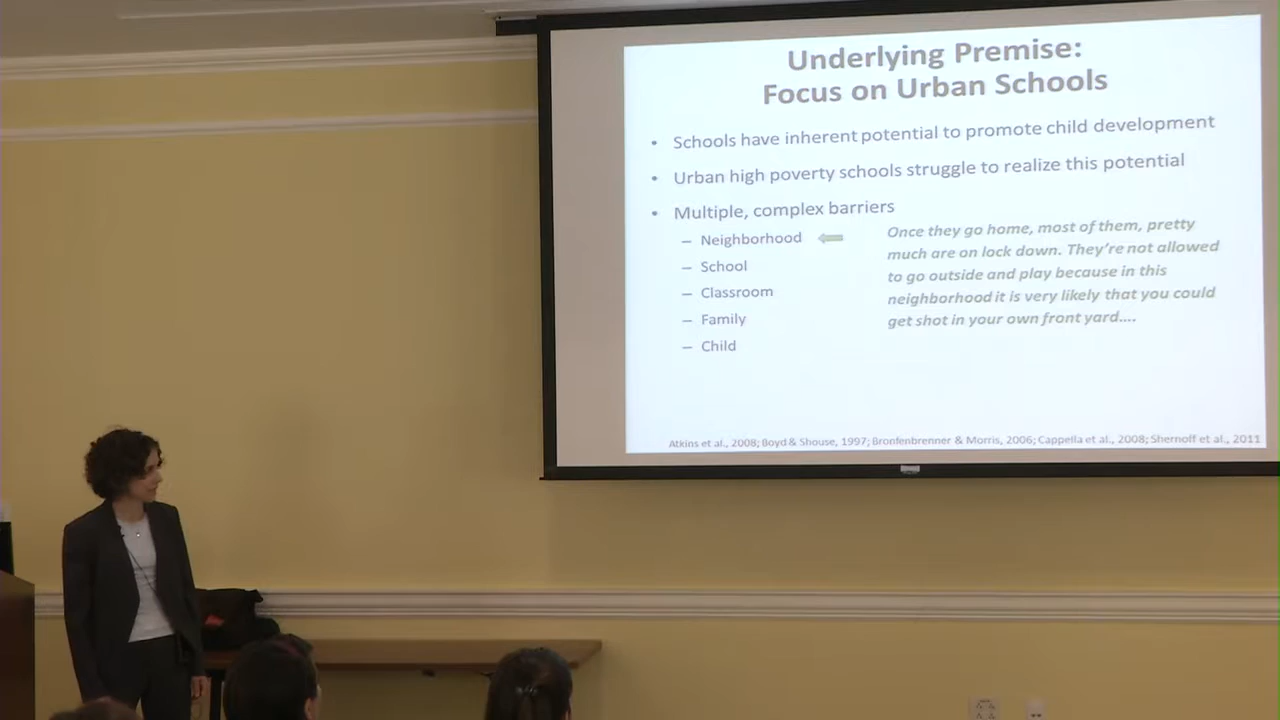 Underlying Premise:
Focus on Urban Schools
• Schools have inherent potential to promote child development
• Urban high poverty schools struggle to realize this potential
• Multiple, complex barriers
– Neighborhood
– School
– Classroom
– Family
– Child
Once they go home, most of them, pretty
much are on lock down. They're not allowed
to go outside and play because in this
neighborhood it is very likely that you could
get shot in your own front yard....
Atkins et al., 2008; Boyd & Shouse, 1997; Bronfenbrenner & Morris, 2006; Cappella et al., 2008; Shernoff et al., 2011